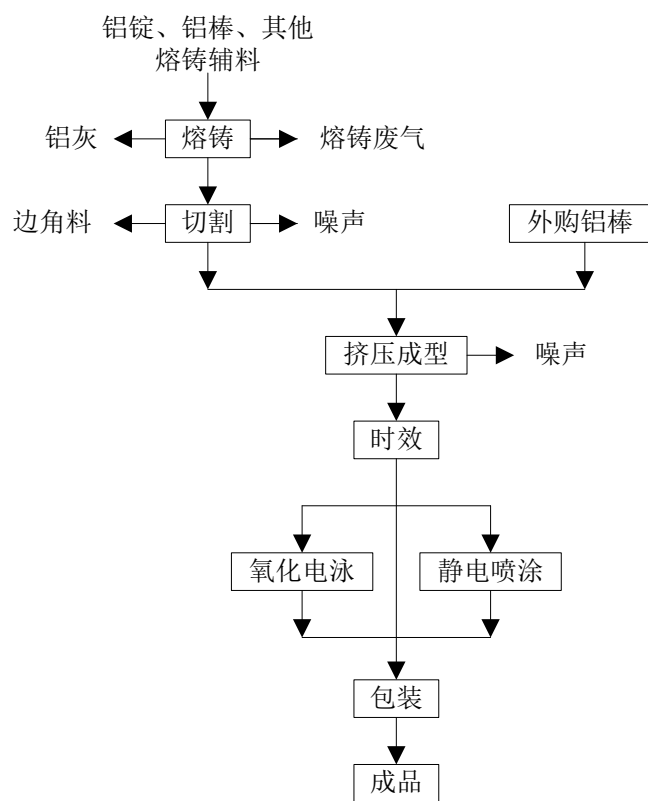 铝锭、铝棒、其他
熔铸辅料
铝灰
熔铸
熔铸废气
边角料
切割
噪声
外购铝棒
挤压成型
噪声
时效
氧化电泳
静电喷涂
包装
成品